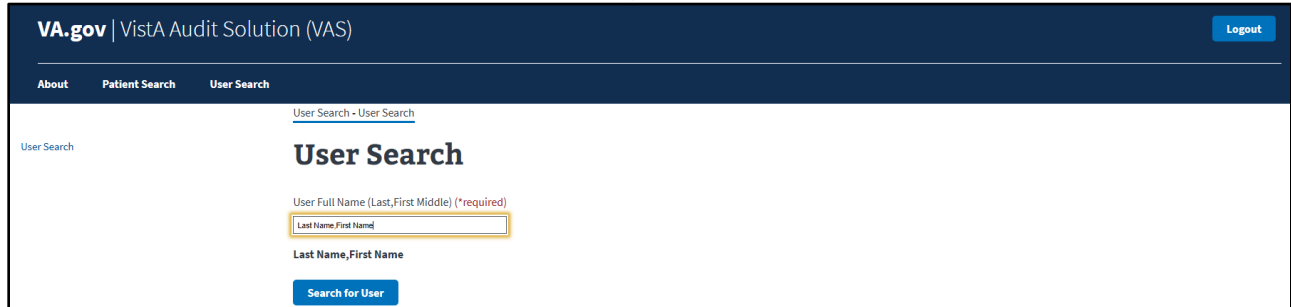 VA.gov | VistA Audit Solution (VAS)
Logout
About Patient Search User Search
User Search - User Search
User Search
User Search
User Full Name (Last,First Middle) (*required)
Last Name,First Name
Last Name,First Name
Search for User